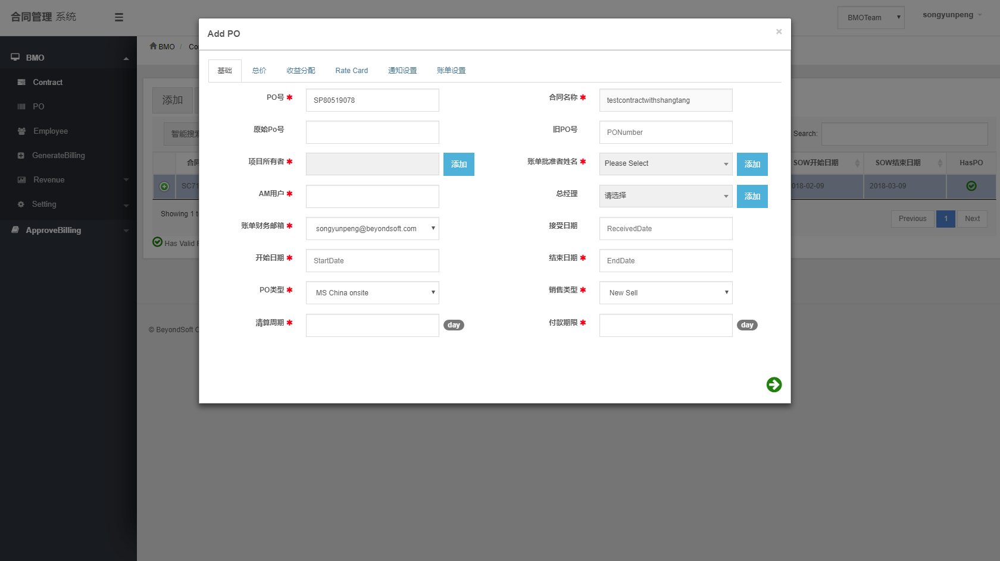 合同管理 系统
BMOTeam
songyunpeng
BMO
Contract
PO
Employee
GenerateBilling
Revenue
Setting
ApproveBilling
BMO /
添加
智能搜索
合同
SC71
Showing 1
Has Valid
© BeyondSoft
Add PO
×
基础 总价 收益分配 Rate Card 通知设置 账单设置
PO号 SP80519078 合同名称 testcontractwithshangtang
原始Po号 旧PO号 PONumber
项目所有者 添加 账单批准者姓名 Please Select 添加
AM用户 总经理 请选择 添加
账单财务邮箱 songyunpeng@beyondsoft.com 接受日期 ReceivedDate
开始日期 StartDate 结束日期 EndDate
PO类型 MS China onsite 销售类型 New Sell
清算周期 day 付款期限 day
Search:
SOW开始日期 SOW结束日期 HasPO
018-02-09 2018-03-09
Previous 1 Next